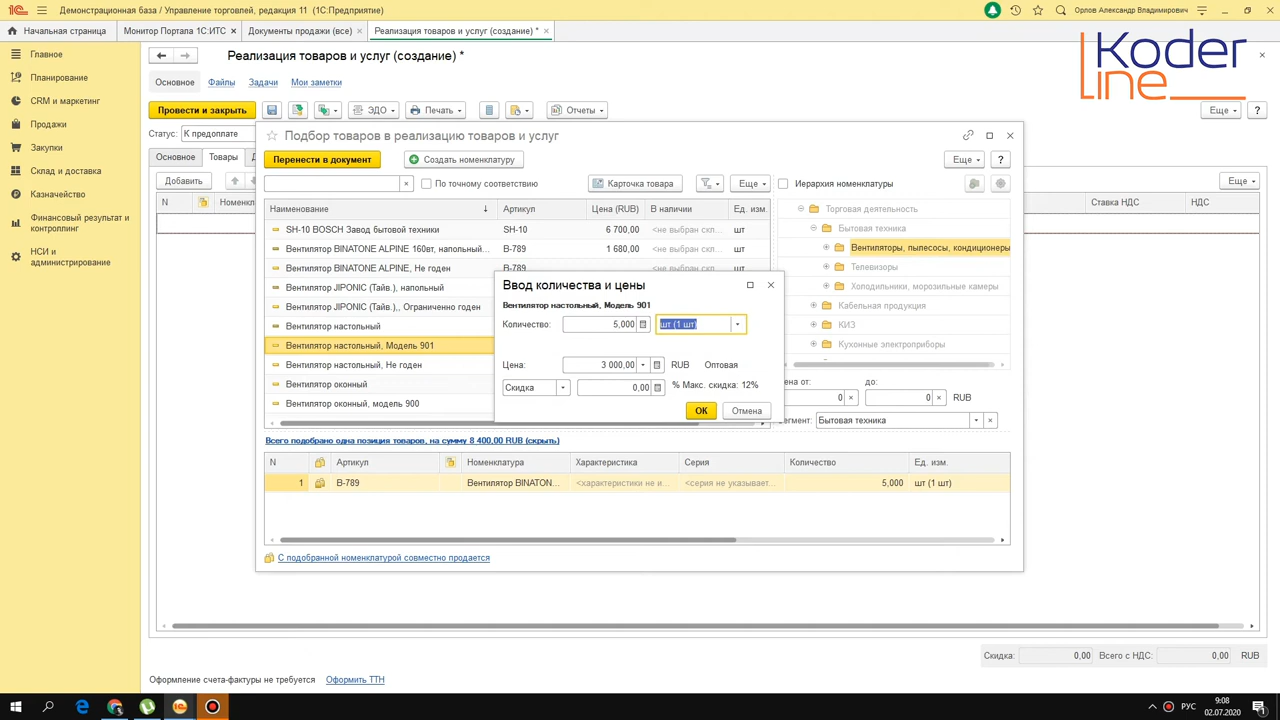 Демонстрационная база / Управление торговлей, редакция 11 (1С:Предприятие)
Орлов Александр Владимирович
Начальная страница
Монитор Портала 1С:ИТС ×
Документы продажи (все) ×
Реализация товаров и услуг (создание) * ×
Koder
line
Главное
Планирование
CRM и маркетинг
Продажи
Закупки
Склад и доставка
Казначейство
Финансовый результат и
контроллинг
НСИ и
администрирование
Реализация товаров и услуг (создание) *
Основное Файлы Задачи Мои заметки
Провести и закрыть ЭДО Печать Отчеты Еще ?
Статус: К предоплате
Основное Товары
Добавить Еще
N Номенкл Ставка НДС НДС
Подбор товаров в реализацию товаров и услуг
Перенести в документ Создать номенклатуру Еще ?
По точному соответствию Карточка товара Еще Иерархия номенклатуры
Наименование Артикул Цена (RUB) В наличии Ед. изм.
SH-10 BOSCH Завод бытовой техники SH-10 6 700,00 <не выбран скл... шт
Вентилятор BINATONE ALPINE 160вт, напольный... В-789 1 680,00 <не выбран скл... шт
Вентилятор BINATONE ALPINE, Не годен В-789
Вентилятор JIPONIC (Тайв.), напольный
Вентилятор JIPONIC (Тайв.),, Ограниченно годен
Вентилятор настольный
Вентилятор настольный, Модель 901
Вентилятор настольный, Не годен
Вентилятор оконный
Вентилятор оконный, модель 900
Торговая деятельность
Бытовая техника
Вентиляторы, пылесосы, кондиционеры
Телевизоры
Холодильники, морозильные камеры
Кабельная продукция
КИЗ
Кухонные электроприборы
до:
0 × 0 × RUB
Бытовая техника
Ввод количества и цены
Вентилятор настольный, Модель 901
Количество: 5,000 шт (1 шт)
Цена: 3 000,00 RUB Оптовая
Скидка 0,00 % Макс. скидка: 12%
ОК Отмена
Всего подобрано одна позиция товаров, на сумму 8 400,00 RUB (скрыть)
N Артикул Номенклатура Характеристика Серия Количество Ед. изм.
1 В-789 Вентилятор BINATON... <характеристики не и... <серия не указывает... 5,000 шт (1 шт)
С подобранной номенклатурой совместно продается
Скидка: 0,00 Всего с НДС: 0,00 RUB
Оформление счета-фактуры не требуется Оформить ТТН
РУС
9:08
02.07.2020
1